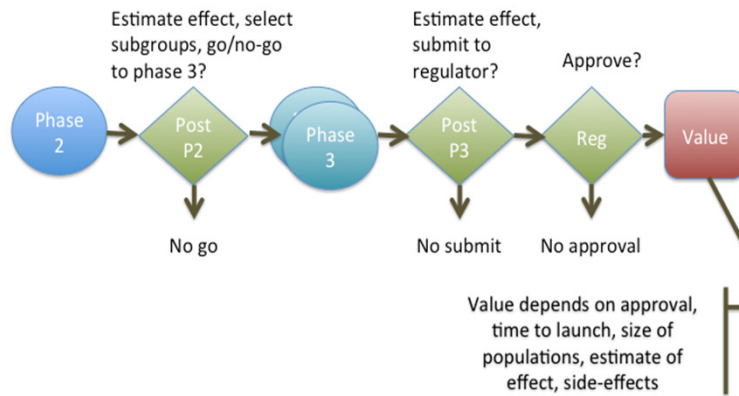 Estimate effect, select
subgroups, go/no-go
to phase 3?
Estimate effect,
submit to
regulator?
Approve?
Phase
2
Post
P2
Phase
3
Post
P3
Reg
Value
No go
No submit
No approval
Value depends on approval,
time to launch, size of
populations, estimate of
effect, side-effects